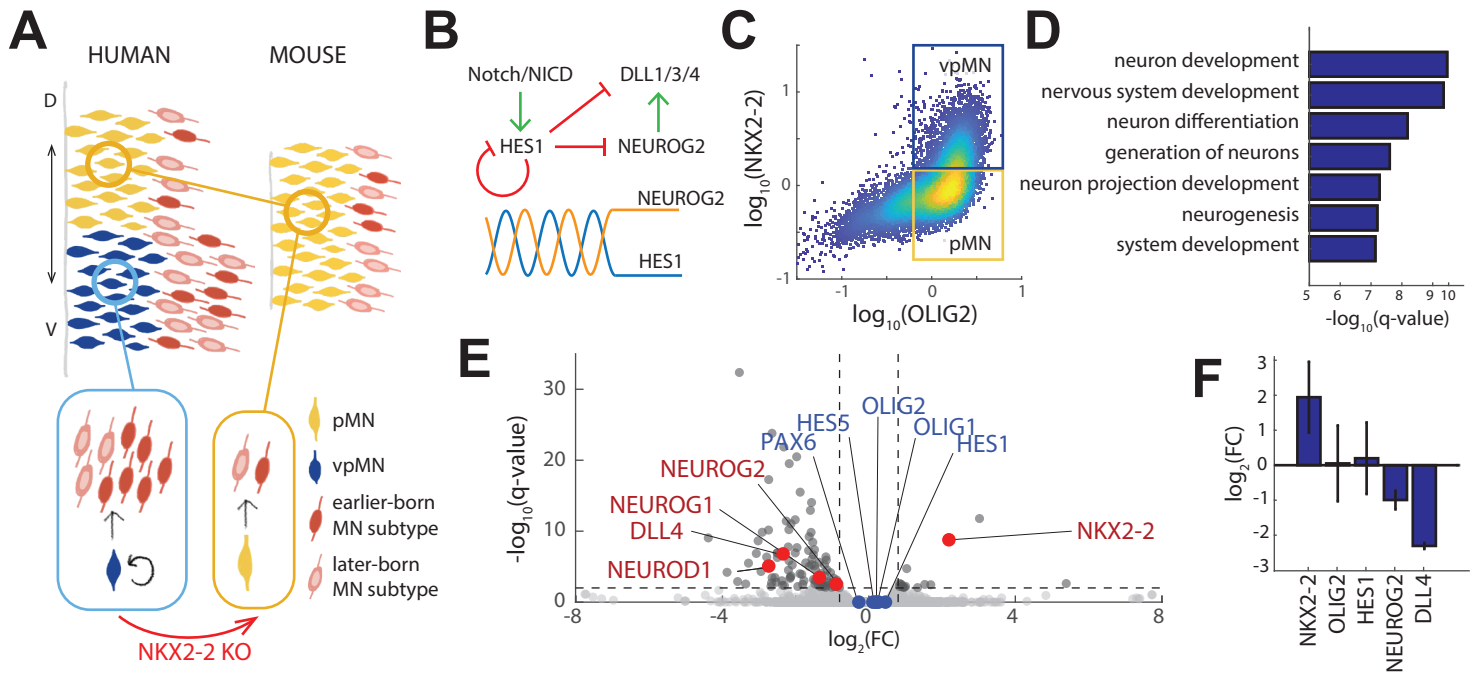 A
HUMAN
MOUSE
D
V
pMN
vpMN
earlier-born
MN subtype
later-born
MN subtype
NKX2-2 KO
B
Notch/NICD
DLL1/3/4
HES1
NEUROG2
NEUROG2
HES1
C
log10(NKX2-2)
1
0
-1
vpMN
pMN
-1
0
1
log10(OLIG2)
D
neuron development
nervous system development
neuron differentiation
generation of neurons
neuron projection development
neurogenesis
system development
5
6
7
8
9
10
-log10(q-value)
E
-log10(q-value)
30
20
10
0
PAX6
HES5
OLIG2
OLIG1
HES1
NEUROG2
NEUROG1
DLL4
NEUROD1
NKX2-2
-8
-4
0
4
8
log2(FC)
F
log2(FC)
3
2
1
0
-1
-2
-3
NKX2-2
OLIG2
HES1
NEUROG2
DLL4